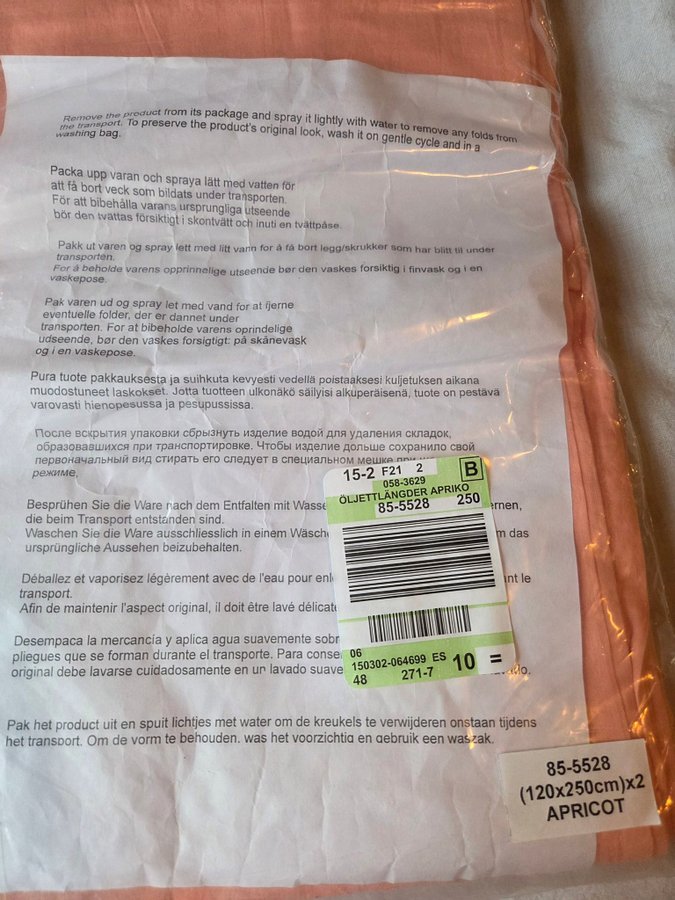 Remove the product from its package and spray it lightly with water to remove any folds from
the transport. To preserve the product's original look, wash it on gentle cycle and in a
washing bag.
Packa upp varan och spraya lätt med vatten för
att få bort veck som bildats under transporten.
För att bibehålla varans ursprungliga utseende
bör den tvättas försiktigt i skontvätt och inuti en tvättpåse.
Pakk ut varen og spray lett med litt vann for å få bort legg/skrukker som har blitt til under
transporten.
For å beholde varens opprinnelige utseende bør den vaskes forsiktig i finvask og i en
vaskepose.
Pak varen ud og spray let med vand for at fjerne
eventuelle folder, der er dannet under
transporten. For at bibeholde varens oprindelige
udseende, bør den vaskes forsigtigt: på skånevask
og i en vaskepose.
Pura tuote pakkauksesta ja suihkuta kevyesti vedellä poistaaksesi kuljetuksen aikana
muodostuneet laskokset. Jotta tuotteen ulkonäkö säilyisi alkuperäisenä, tuote on pestävä
varovasti hienopesussa ja pesupussissa.
После вскрытия упаковки сбрызнуть изделие водой для удаления складок,
образовавшихся при транспортировке. Чтобы изделие дольше сохранило свой
первоначальный вид стирать его следует в специальном мешке при
режиме,
Besprühen Sie die Ware nach dem Entfalten mit Wasse ernen,
die beim Transport entstanden sind.
Waschen Sie die Ware ausschliesslich in einem Wäsch m das
ursprüngliche Aussehen beizubehalten.
Déballez et vaporisez légèrement avec de l'eau pour enl nt le
transport.
Afin de maintenir l'aspect original, il doit être lavé délicate
Desempaca la mercancía y aplica agua suavemente sobr
pliegues que se forman durante el transporte. Para conse
original debe lavarse cuidadosamente en un lavado suave lavado.
Pak het product uit en spuit lichtjes met water om de kreukels te verwijderen onstaan tijdens
het transport. Om de vorm te behouden, was het voorzichtig en gebruik een waszak.
15-2 F21 2 B
058-3629
ÖLJETTLÄNGDER APRIKO
85-5528 250
06
150302-064699 ES 10 =
48 271-7
85-5528
(120x250cm)x2
APRICOT